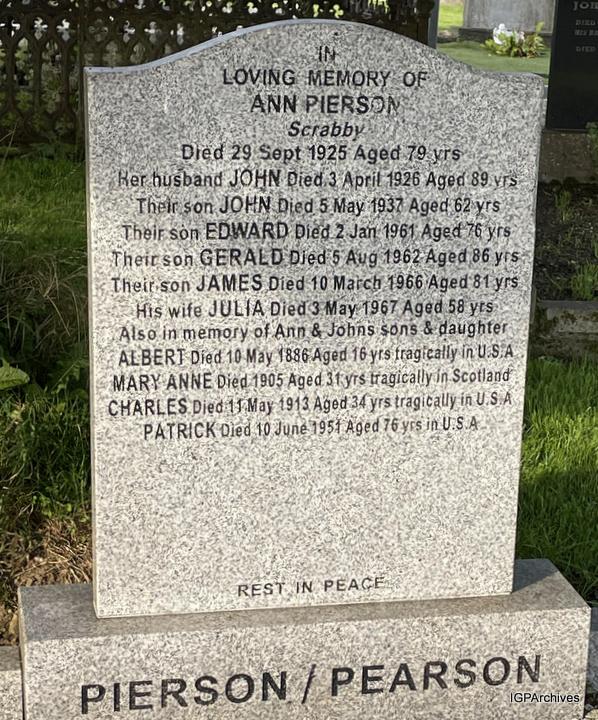 IN
LOVING MEMORY OF
ANN PIERSON
Scrabby
Died 29 Sept 1925 Aged 79 yrs
Her husband JOHN Died 3 April 1926 Aged 89 yrs
Their son JOHN Died 5 May 1937 Aged 62 yrs
Their son EDWARD Died 2 Jan 1961 Aged 76 yrs
Their son GERALD Died 5 Aug 1962 Aged 86 yrs
Their son JAMES Died 10 March 1966 Aged 81 yrs
His wife JULIA Died 3 May 1967 Aged 58 yrs
Also in memory of Ann & Johns sons & daughter
ALBERT Died 10 May 1886 Aged 16 yrs tragically in U.S.A
MARY ANNE Died 1905 Aged 31 yrs tragically in Scotland
CHARLES Died 11 May 1913 Aged 34 yrs tragically in U.S.A
PATRICK Died 10 June 1951 Aged 76 yrs in U.S.A
REST IN PEACE
PIERSON / PEARSON
IGPArchives